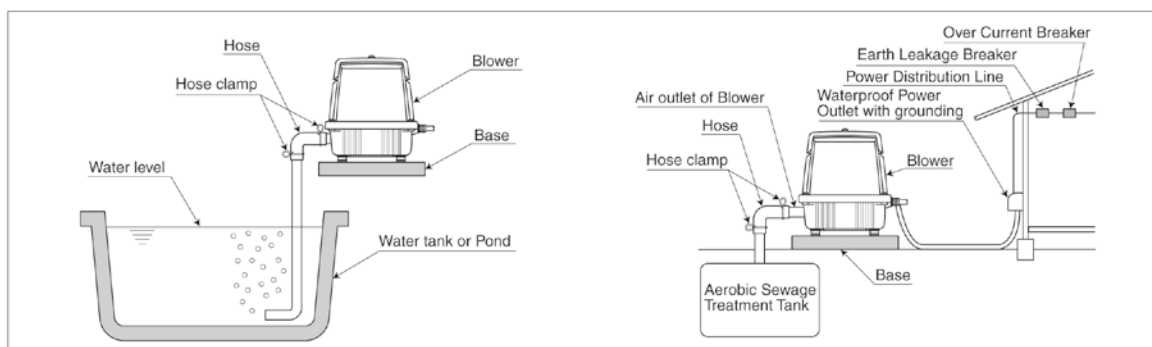 Hose
Blower
Hose clamp
Base
Water level
Water tank or Pond
Over Current Breaker
Earth Leakage Breaker
Power Distribution Line
Waterproof Power
Outlet with grounding
Air outlet of Blower
Hose
Hose clamp
Blower
Base
Aerobic Sewage
Treatment Tank